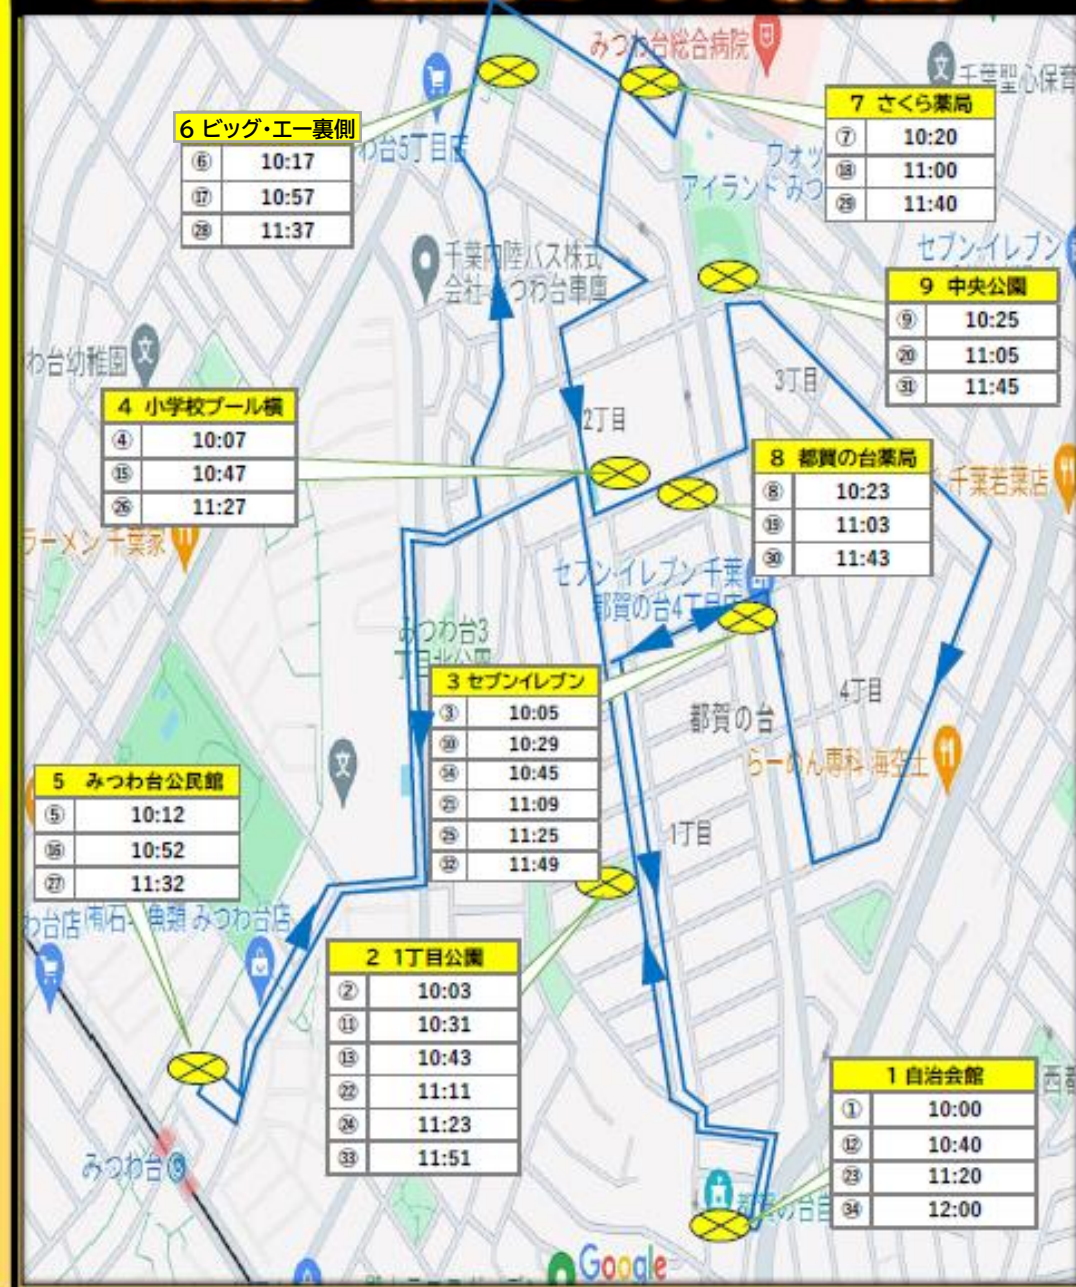 みつわ台総合病院
千葉聖心保育
7 さくら薬局
⑦ 10:20
⑱ 11:00
㉙ 11:40
6 ビッグ・エー裏側
⑥ 10:17
⑰ 10:57
㉘ 11:37
わ台5丁目店
ウォッ
アイランド みつ
セブン-イレブン
千葉内陸バス株式
会社 みつわ台車庫
9 中央公園
⑨ 10:25
⑳ 11:05
㉛ 11:45
わ台幼稚園
3丁目
4 小学校プール横
④ 10:07
⑮ 10:47
㉖ 11:27
2丁目
8 都賀の台薬局
⑧ 10:23
⑲ 11:03
㉚ 11:43
千葉若葉店
ラーメン 千葉家
セブン-イレブン千葉
都賀の台4丁目店
みつわ台3
丁目北公園
3 セブンイレブン
③ 10:05
⑩ 10:29
⑭ 10:45
㉑ 11:09
㉕ 11:25
㉜ 11:49
4丁目
都賀の台
らーめん専科 海空土
1丁目
5 みつわ台公民館
⑤ 10:12
⑯ 10:52
㉗ 11:32
わ台店
魚類 みつわ台店
2 1丁目公園
② 10:03
⑪ 10:31
⑬ 10:43
㉒ 11:11
㉔ 11:23
㉝ 11:51
1 自治会館
① 10:00
⑫ 10:40
㉓ 11:20
㉞ 12:00
みつわ台
都賀の台自
Google